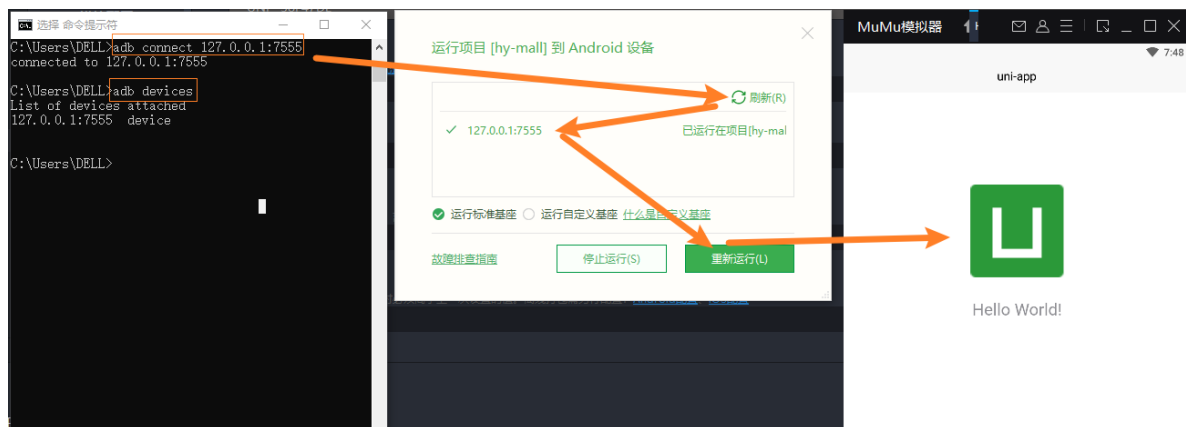 选择 命令提示符
C:\Users\DELL>adb connect 127.0.0.1:7555
connected to 127.0.0.1:7555
C:\Users\DELL>adb devices
List of devices attached
127.0.0.1:7555 device
C:\Users\DELL>
运行项目 [hy-mall] 到 Android 设备
刷新(R)
127.0.0.1:7555 已运行在项目[hy-mal
运行标准基座 运行自定义基座 什么是自定义基座
故障排查指南 停止运行(S) 重新运行(L)
MuMu模拟器
7:48
uni-app
Hello World!